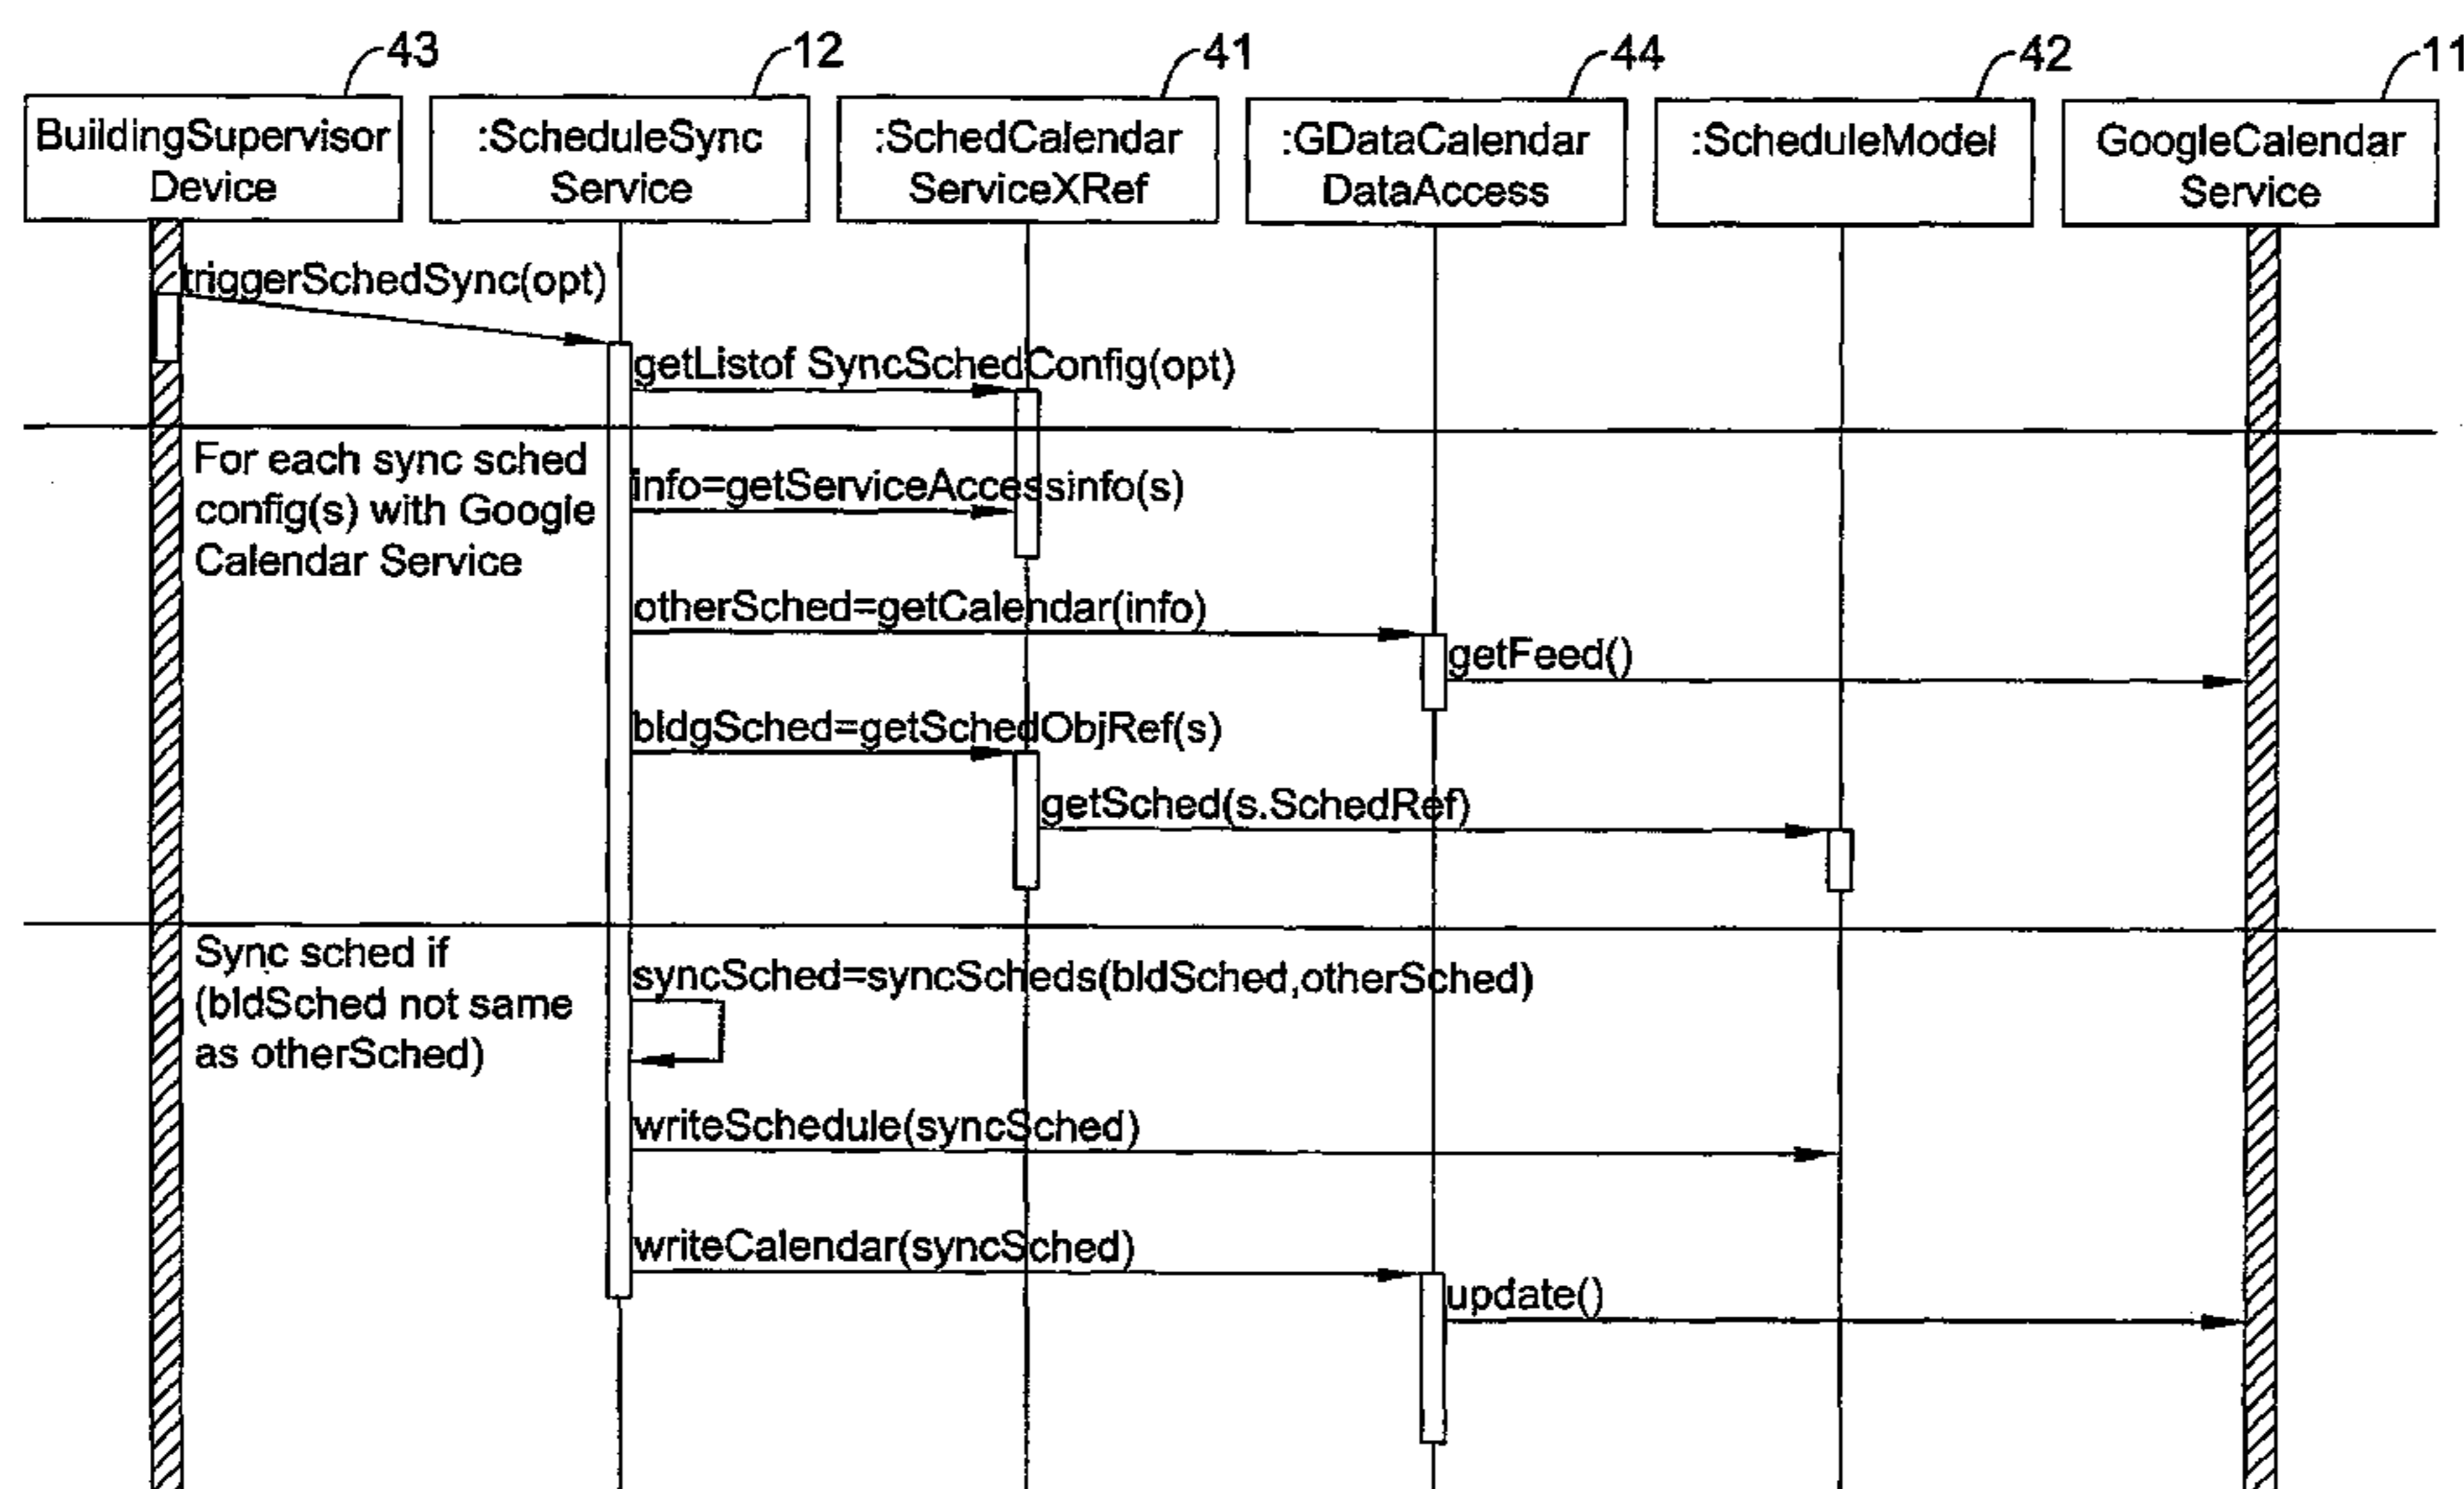 43
12
41
44
42
11
BuildingSupervisor
Device
:ScheduleSync
Service
:SchedCalendar
ServiceXRef
:GDataCalendar
DataAccess
:ScheduleModel
GoogleCalendar
Service
triggerSchedSync(opt)
getListof SyncSchedConfig(opt)
For each sync sched
config(s) with Google
Calendar Service
info=getServiceAccessinfo(s)
otherSched=getCalendar(info)
getFeed()
bldgSched=getSchedObjRef(s)
getSched(s.SchedRef)
Sync sched if
(bldSched not same
as otherSched)
syncSched=syncScheds(bldSched,otherSched)
writeSchedule(syncSched)
writeCalendar(syncSched)
update()